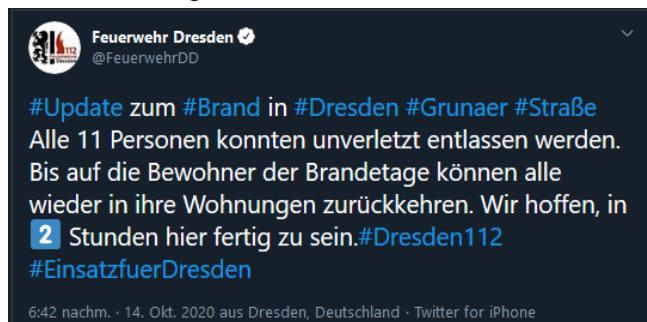 Feuerwehr Dresden
@FeuerwehrDD
#Update zum #Brand in #Dresden #Grunaer #Straße
Alle 11 Personen konnten unverletzt entlassen werden.
Bis auf die Bewohner der Brandetage können alle
wieder in ihre Wohnungen zurückkehren. Wir hoffen, in
2️⃣ Stunden hier fertig zu sein.#Dresden112
#EinsatzfuerDresden
6:42 nachm. · 14. Okt. 2020 aus Dresden, Deutschland · Twitter for iPhone